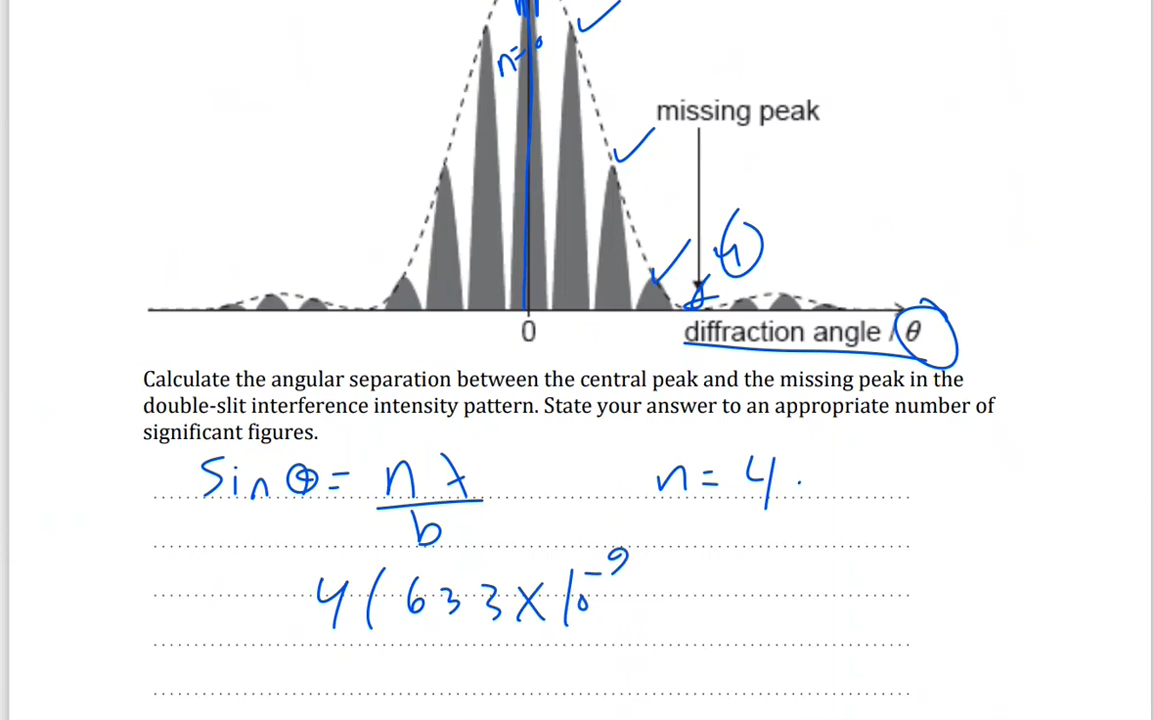 n=0
missing peak
4
0
diffraction angle / θ
Calculate the angular separation between the central peak and the missing peak in the
double-slit interference intensity pattern. State your answer to an appropriate number of
significant figures.
Sin θ = nλ / b n = 4.
4 ( 633 × 10⁻⁹